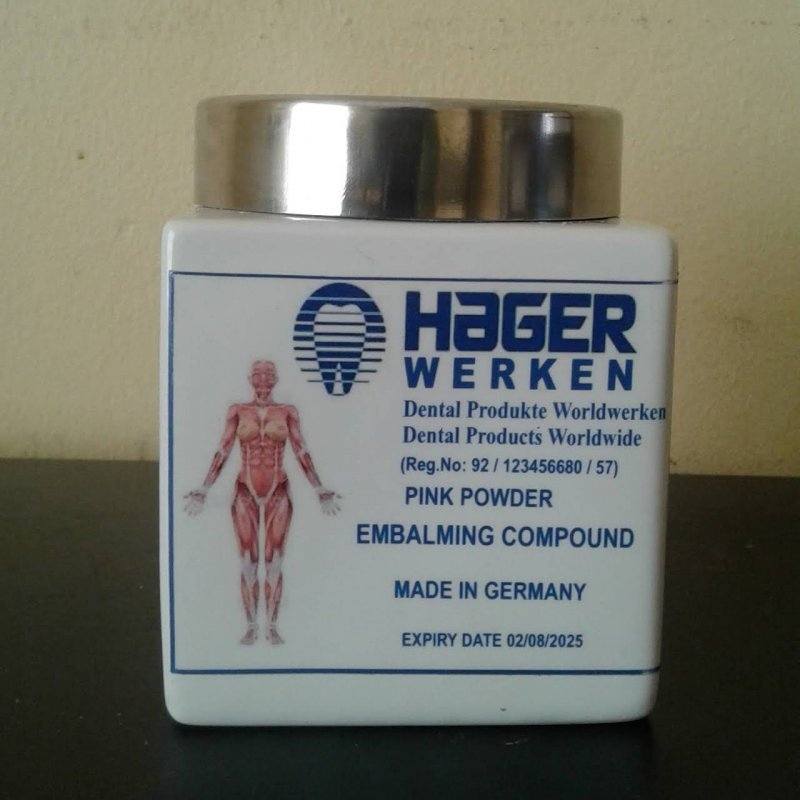 HaGER
WERKEN
Dental Produkte Worldwerken
Dental Products Worldwide
(Reg.No: 92 / 123456680 / 57)
PINK POWDER
EMBALMING COMPOUND
MADE IN GERMANY
EXPIRY DATE 02/08/2025